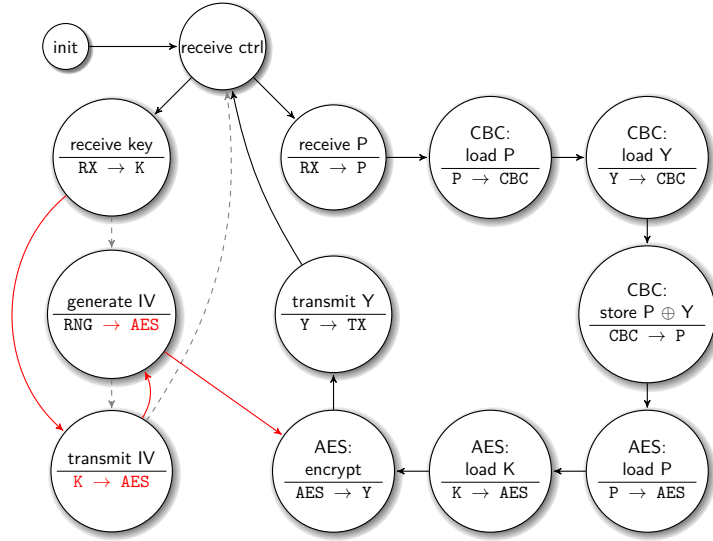 init
receive ctrl
receive key
RX → K
receive P
RX → P
CBC:
load P
P → CBC
CBC:
load Y
Y → CBC
generate IV
RNG → AES
transmit Y
Y → TX
CBC:
store P ⊕ Y
CBC → P
transmit IV
K → AES
AES:
encrypt
AES → Y
AES:
load K
K → AES
AES:
load P
P → AES